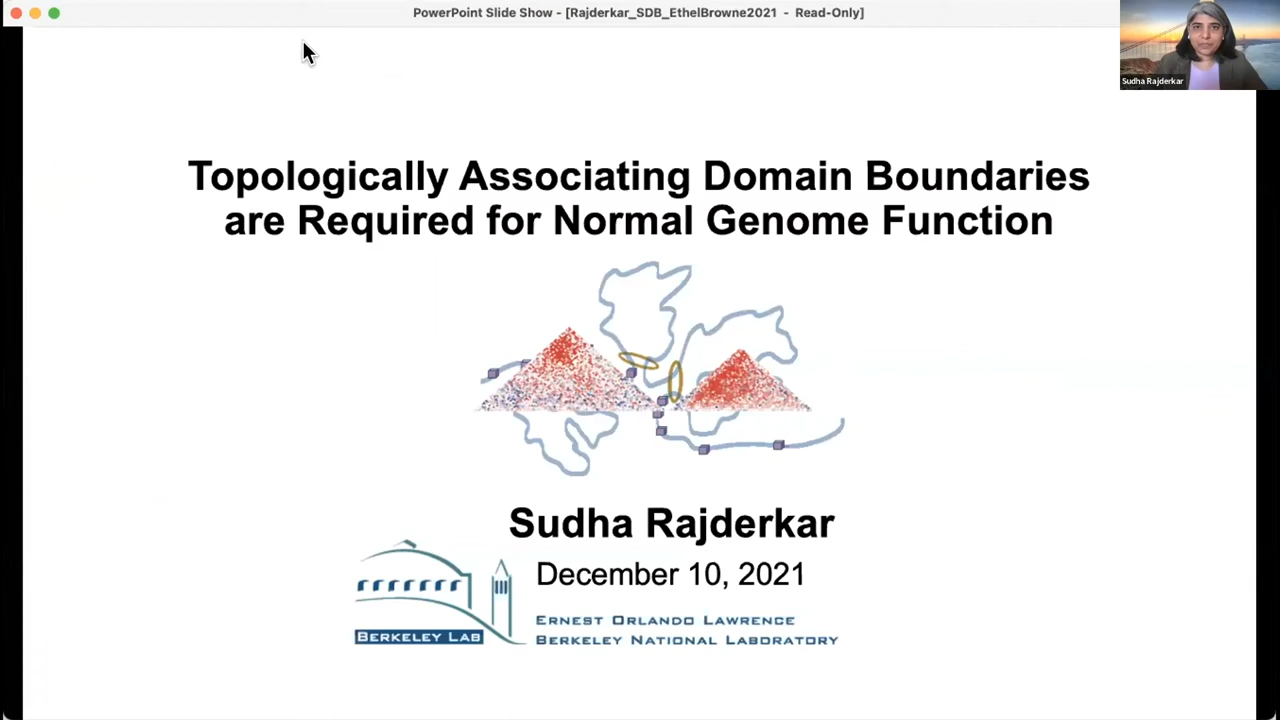 PowerPoint Slide Show - [Rajderkar_SDB_EthelBrowne2021 - Read-Only]
Sudha Rajderkar
Topologically Associating Domain Boundaries
are Required for Normal Genome Function
Sudha Rajderkar
December 10, 2021
BERKELEY LAB
ERNEST ORLANDO LAWRENCE
BERKELEY NATIONAL LABORATORY